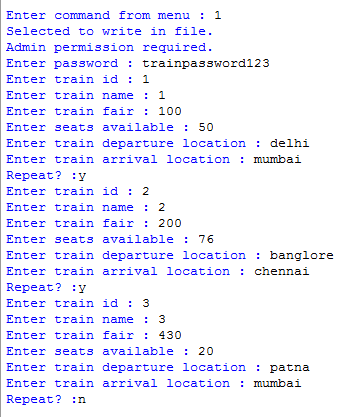 Enter command from menu : 1
Selected to write in file.
Admin permission required.
Enter password : trainpassword123
Enter train id : 1
Enter train name : 1
Enter train fair : 100
Enter seats available : 50
Enter train departure location : delhi
Enter train arrival location : mumbai
Repeat? :y
Enter train id : 2
Enter train name : 2
Enter train fair : 200
Enter seats available : 76
Enter train departure location : banglore
Enter train arrival location : chennai
Repeat? :y
Enter train id : 3
Enter train name : 3
Enter train fair : 430
Enter seats available : 20
Enter train departure location : patna
Enter train arrival location : mumbai
Repeat? :n